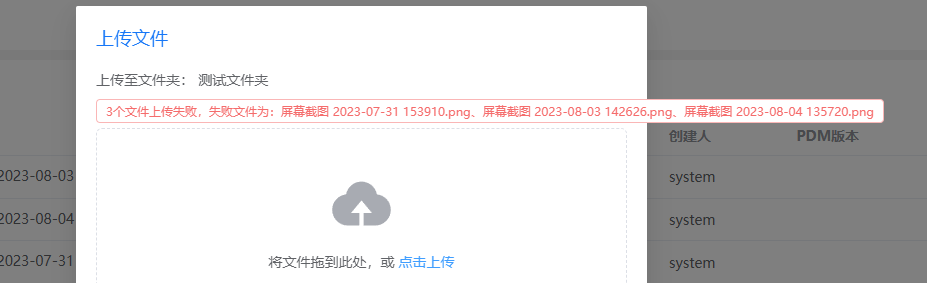 上传文件
上传至文件夹： 测试文件夹
3个文件上传失败，失败文件为：屏幕截图 2023-07-31 153910.png、屏幕截图 2023-08-03 142626.png、屏幕截图 2023-08-04 135720.png
创建人 PDM版本
2023-08-03 system
2023-08-04 system
2023-07-31 system
将文件拖到此处，或 点击上传